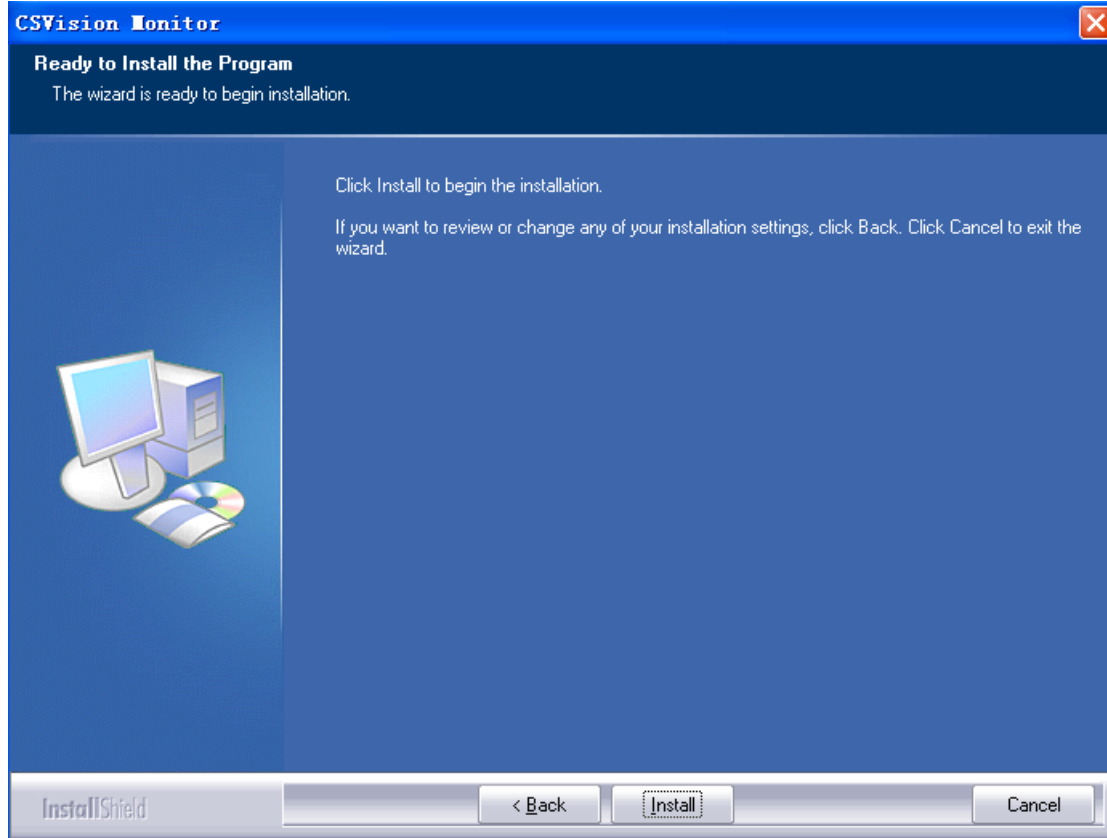 CSVision Monitor
Ready to Install the Program
The wizard is ready to begin installation.
Click Install to begin the installation.
If you want to review or change any of your installation settings, click Back. Click Cancel to exit the
wizard.
InstallShield
< Back
Install
Cancel